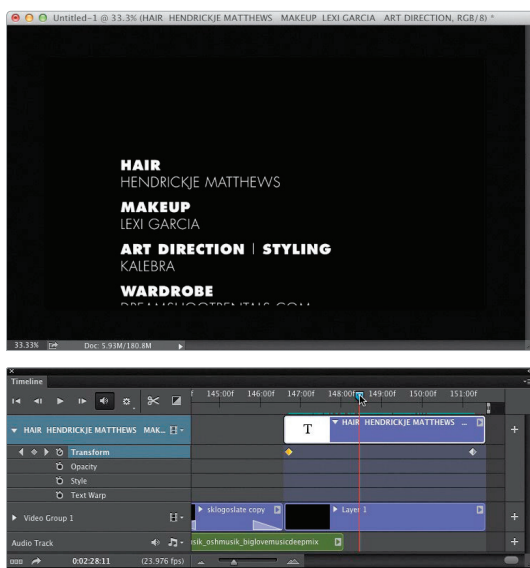 Untitled-1 @ 33.3% (HAIR HENDRICKJE MATTHEWS MAKEUP LEXI GARCIA ART DIRECTION, RGB/8) *
HAIR
HENDRICKJE MATTHEWS
MAKEUP
LEXI GARCIA
ART DIRECTION | STYLING
KALEBRA
WARDROBE
DREAMSHOOTRENTALS.COM
33.33% Doc: 5.93M/180.8M
Timeline
f 145:00f 146:00f 147:00f 148:00f 149:00f 150:00f 151:00f
HAIR HENDRICKJE MATTHEWS MAK... T HAIR HENDRICKJE MATTHEWS ...
Transform
Opacity
Style
Text Warp
Video Group 1 sklogoslate copy Layer 1
Audio Track sik_oshmusik_biglovemusicdeepmix
0:02:28:11 (23.976 fps)